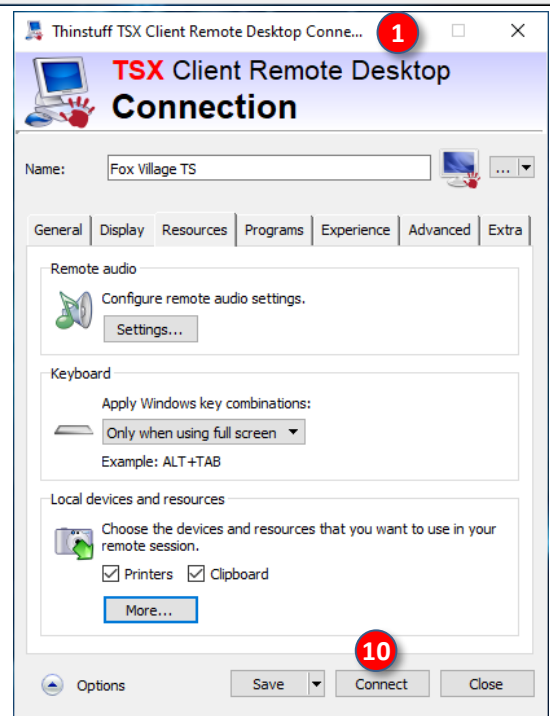 Thinstuff TSX Client Remote Desktop Conne...
1
TSX Client Remote Desktop
Connection
Name:
Fox Village TS
...
General Display Resources Programs Experience Advanced Extra
Remote audio
Configure remote audio settings.
Settings...
Keyboard
Apply Windows key combinations:
Only when using full screen
Example: ALT+TAB
Local devices and resources
Choose the devices and resources that you want to use in your
remote session.
Printers Clipboard
More...
10
Options Save Connect Close